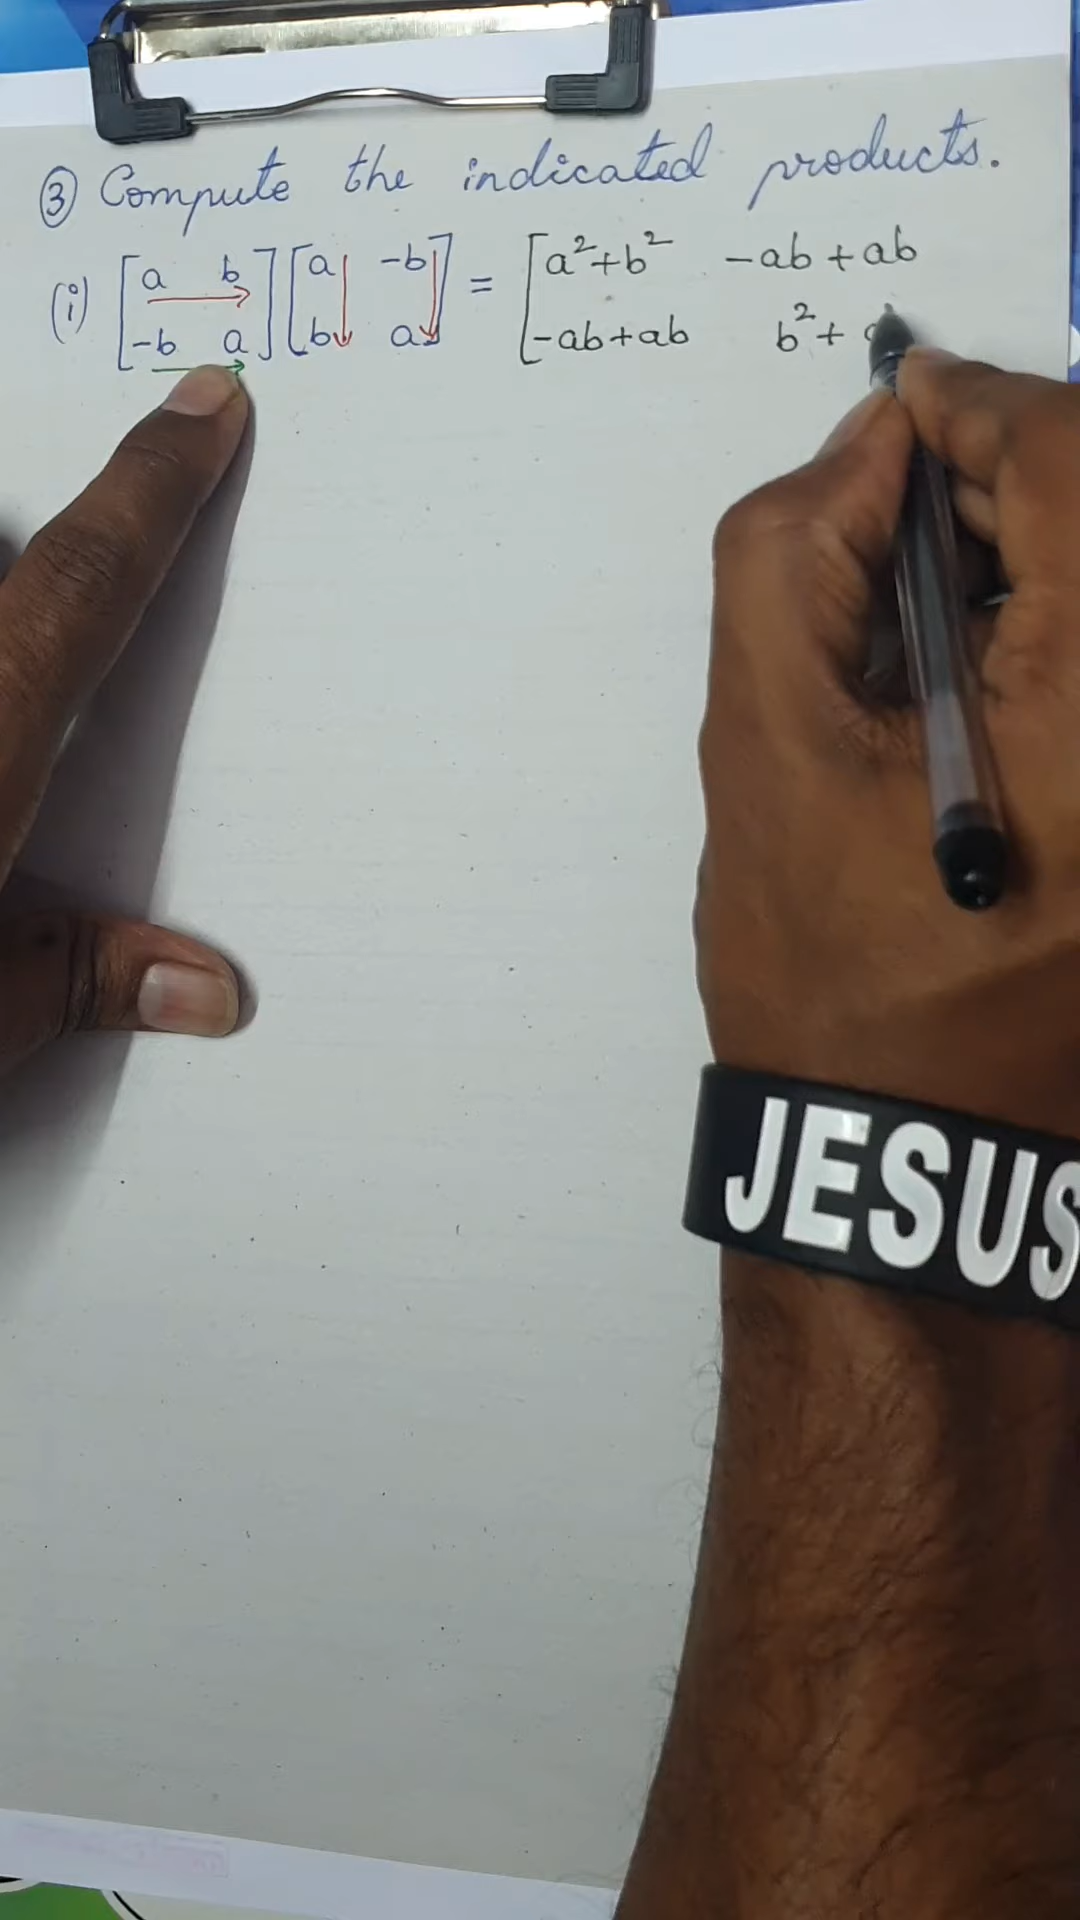 ③ Compute the indicated products.
(i) [a b] [a -b] = [a²+b² -ab+ab
[-b a] [b a] [-ab+ab b²+
JESUS